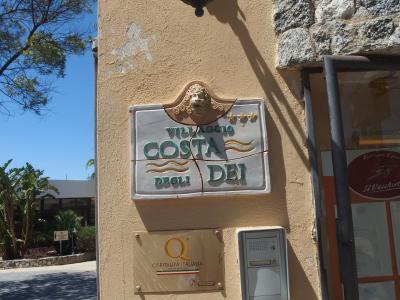 VILLAGGIO
COSTA
DEGLI DEI
Q
OSPITALITÀ ITALIANA